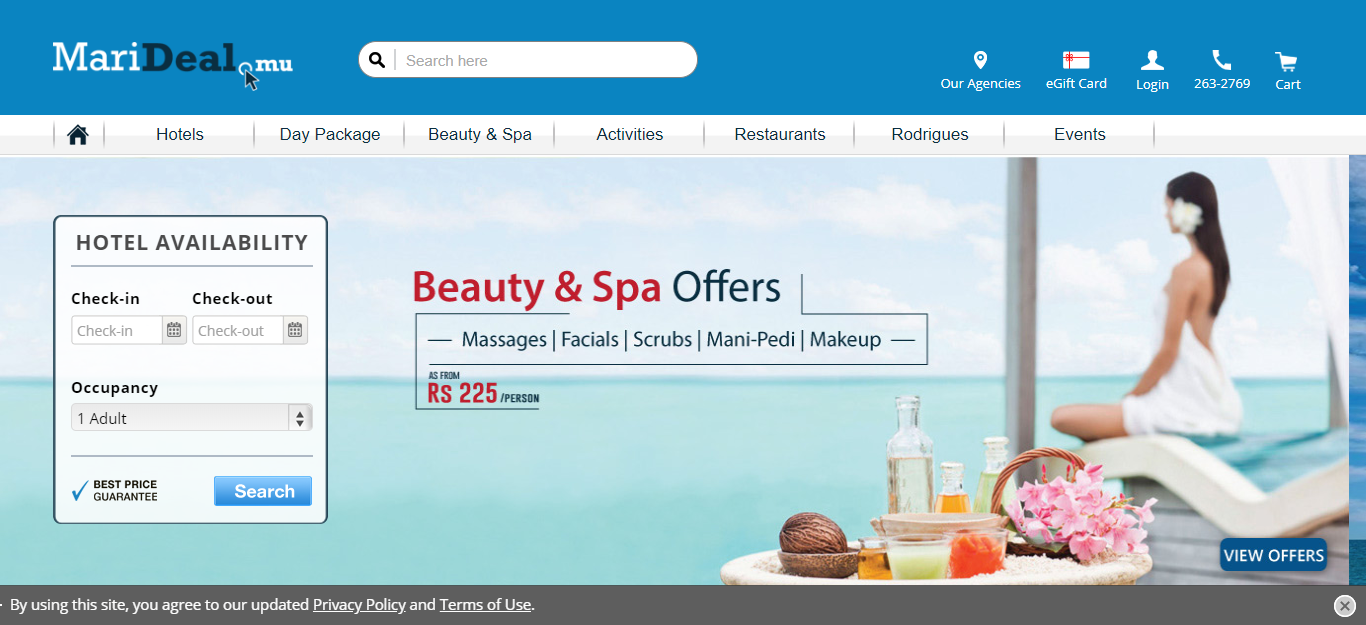 MariDeal.mu
Search here
Our Agencies
eGift Card
Login
263-2769
Cart
Hotels
Day Package
Beauty & Spa
Activities
Restaurants
Rodrigues
Events
HOTEL AVAILABILITY
Check-in Check-out
Check-in Check-out
Occupancy
1 Adult
BEST PRICE
GUARANTEE
Search
Beauty & Spa Offers
Massages | Facials | Scrubs | Mani-Pedi | Makeup
AS FROM
Rs 225 /PERSON
VIEW OFFERS
· By using this site, you agree to our updated Privacy Policy and Terms of Use.